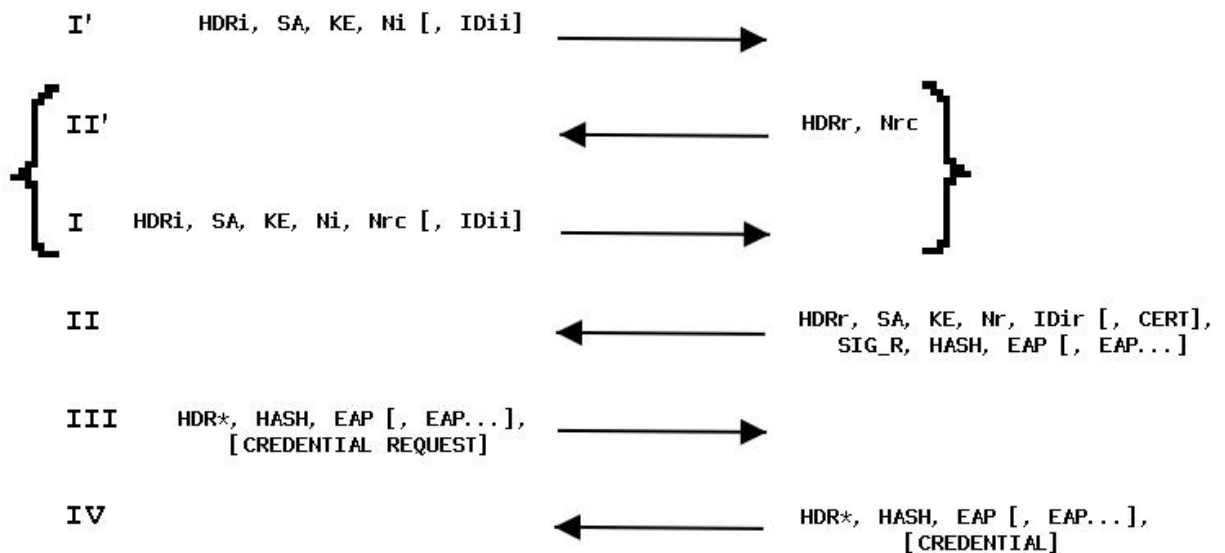 I' HDRi, SA, KE, Ni [, IDii]
II' HDRr, Nrc
I HDRi, SA, KE, Ni, Nrc [, IDii]
II HDRr, SA, KE, Nr, IDir [, CERT],
SIG_R, HASH, EAP [, EAP...]
III HDR*, HASH, EAP [, EAP...],
[CREDENTIAL REQUEST]
IV HDR*, HASH, EAP [, EAP...],
[CREDENTIAL]